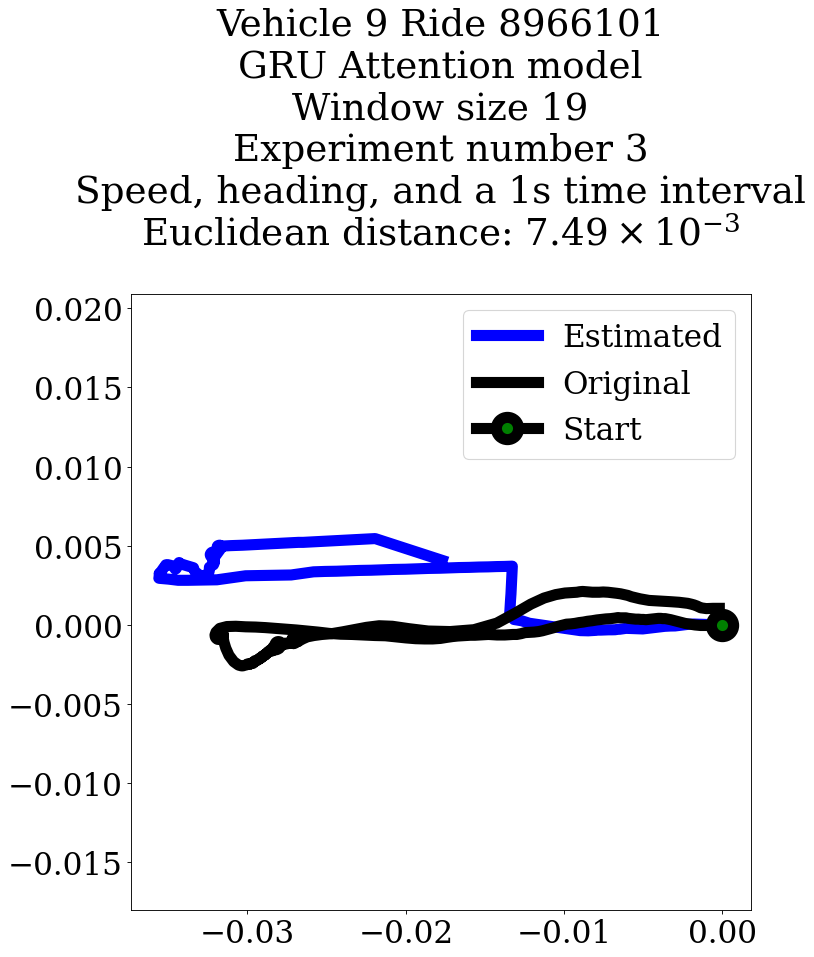 Vehicle 9 Ride 8966101
GRU Attention model
Window size 19
Experiment number 3
Speed, heading, and a 1s time interval
Euclidean distance: 7.49 × 10⁻³
0.020
Estimated
0.015
Original
0.010
Start
0.005
0.000
−0.005
−0.010
−0.015
−0.03 −0.02 −0.01 0.00